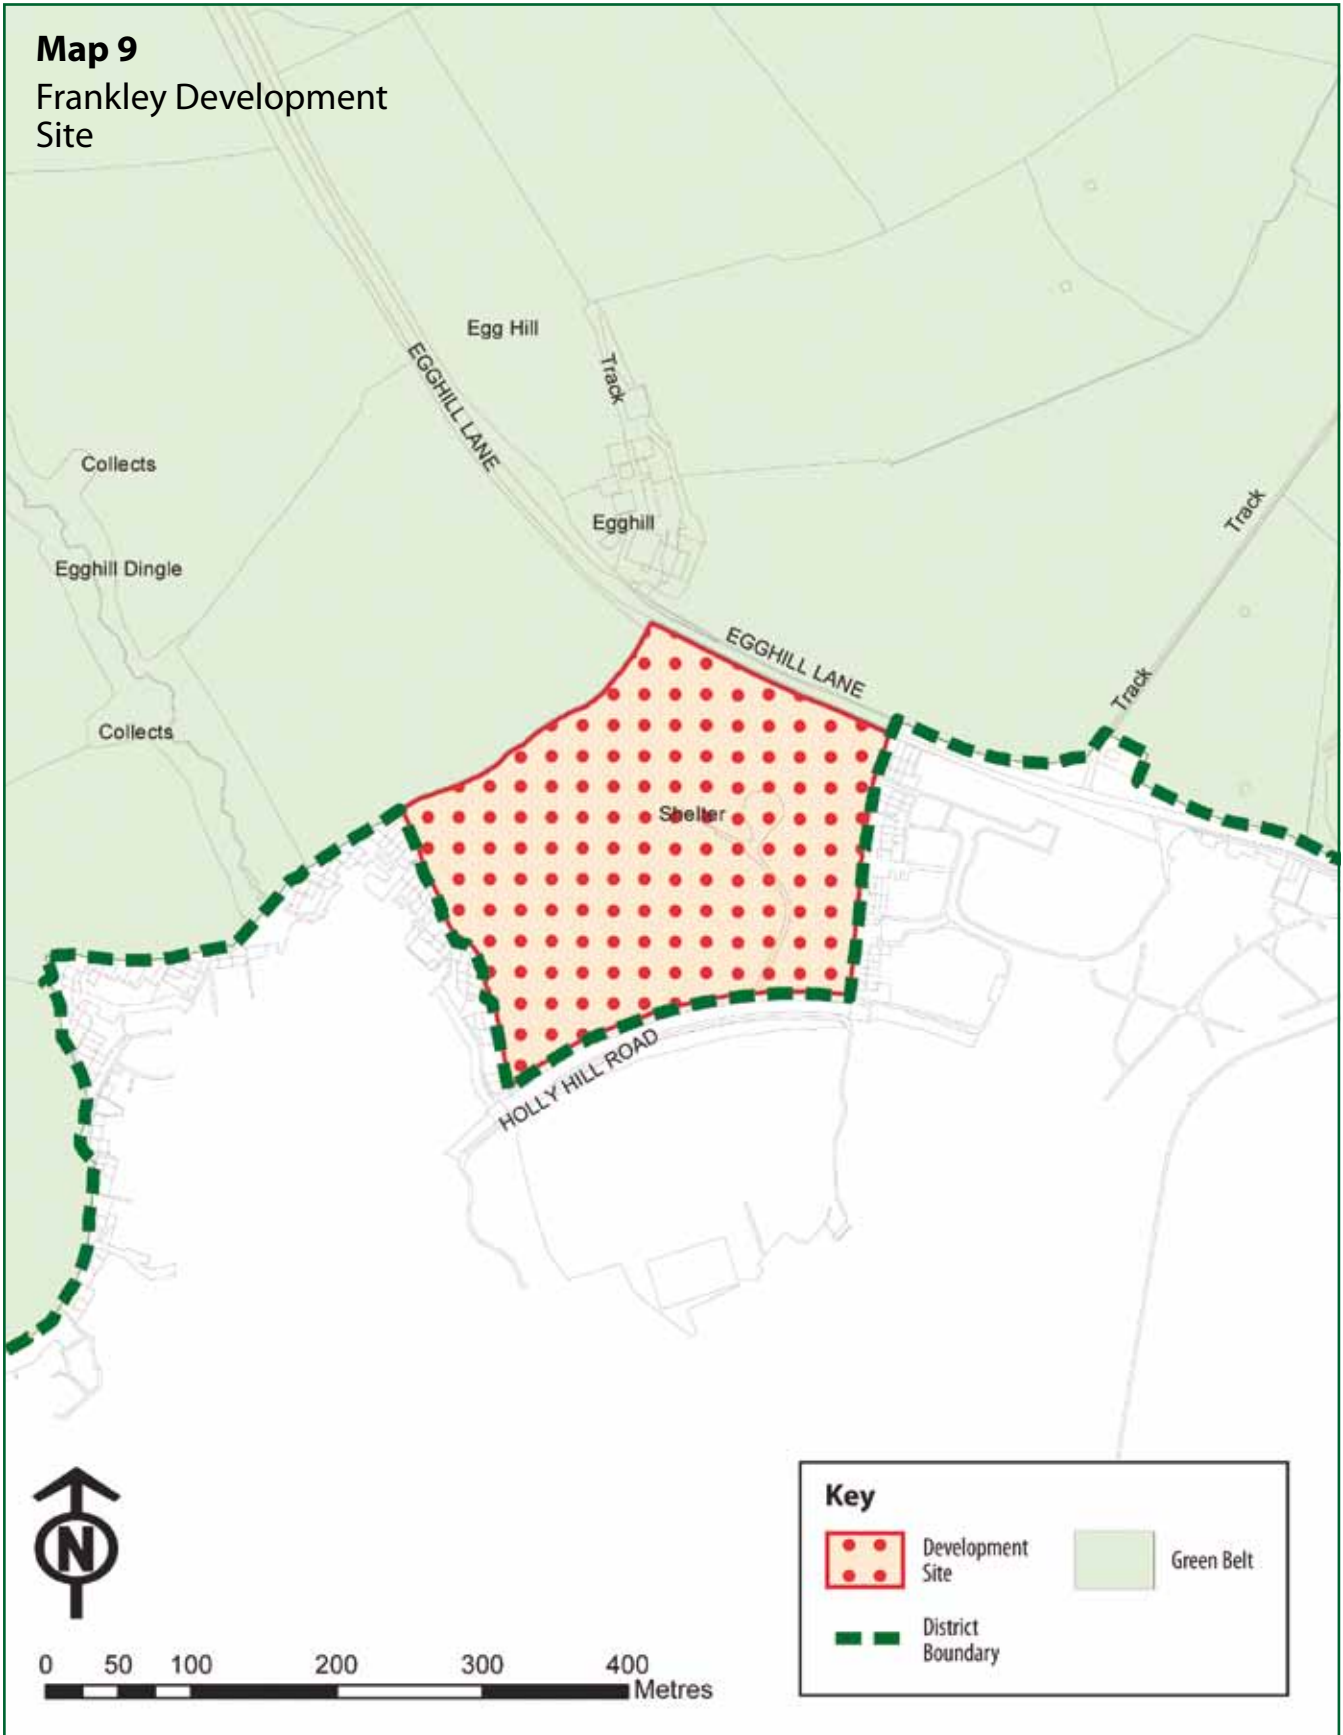 Map 9
Frankley Development
Site
Egg Hill
Track
EGGHILL LANE
Collects
Egghill
Track
Egghill Dingle
EGGHILL LANE
Track
Collects
Shelter
HOLLY HILL ROAD
N
Key
Development
Site
Green Belt
District
Boundary
0 50 100 200 300 400
Metres